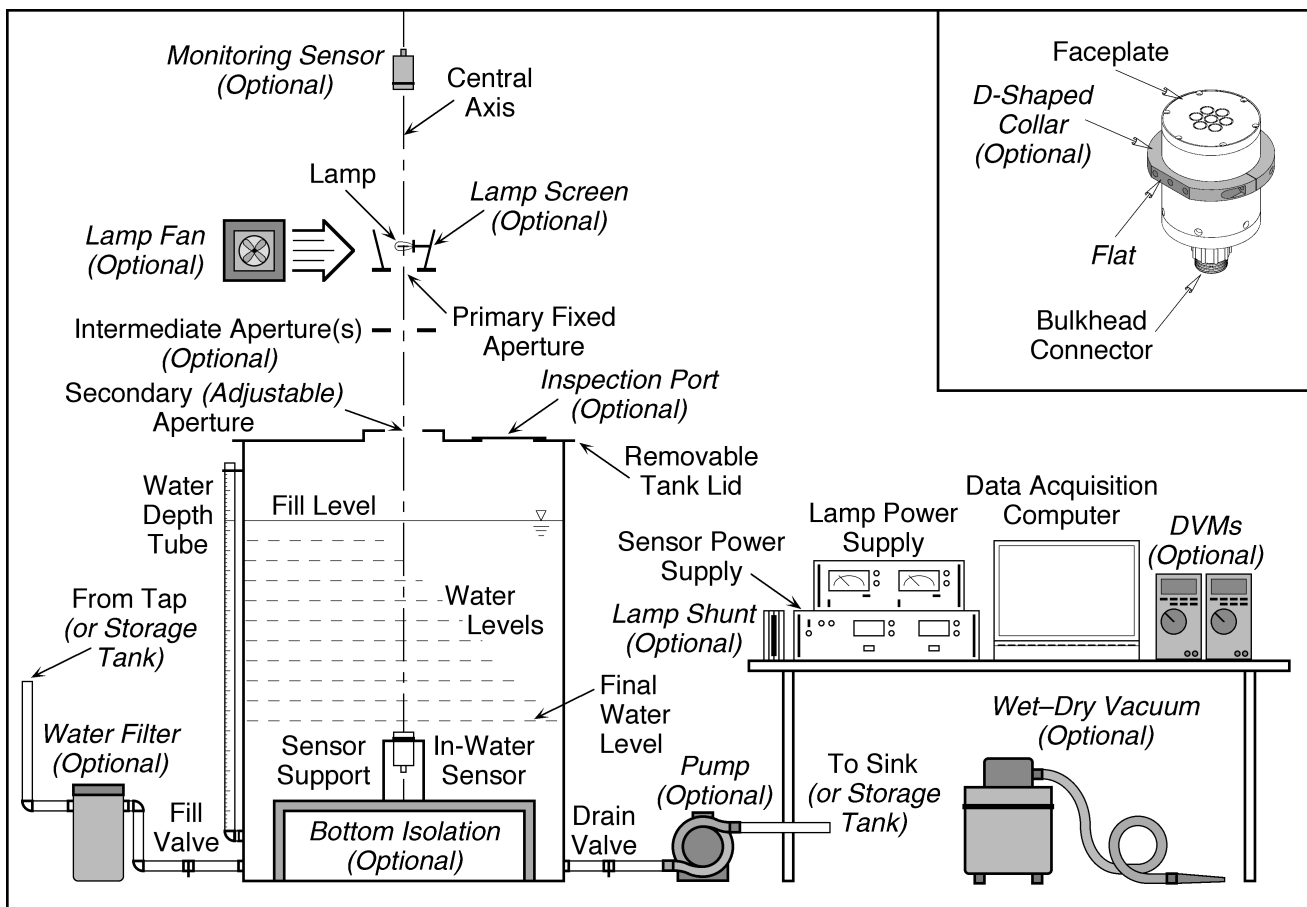 Monitoring Sensor
(Optional)
Central
Axis
Lamp
Lamp Screen
(Optional)
Lamp Fan
(Optional)
Intermediate Aperture(s)
(Optional)
Primary Fixed
Aperture
Secondary (Adjustable)
Aperture
Inspection Port
(Optional)
Removable
Tank Lid
Water
Depth
Tube
Fill Level
Water
Levels
From Tap
(or Storage
Tank)
Final
Water
Level
Water Filter
(Optional)
Sensor
Support
In-Water
Sensor
Fill
Valve
Bottom Isolation
(Optional)
Drain
Valve
Pump
(Optional)
To Sink
(or Storage
Tank)
Wet–Dry Vacuum
(Optional)
Sensor Power
Supply
Lamp Power
Supply
Lamp Shunt
(Optional)
Data Acquisition
Computer
DVMs
(Optional)
Faceplate
D-Shaped
Collar
(Optional)
Flat
Bulkhead
Connector